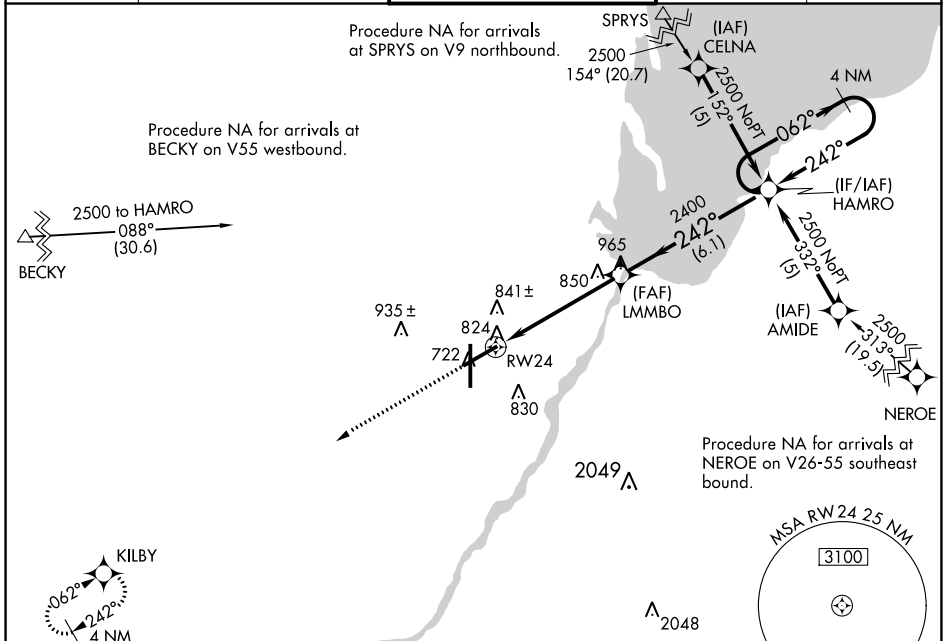 Procedure NA for arrivals
at SPRYS on V9 northbound.
SPRYS
2500
154° (20.7)
(IAF)
CELNA
2500 NoPT
152°
(5)
4 NM
062°
242°
(IF/IAF)
HAMRO
Procedure NA for arrivals at
BECKY on V55 westbound.
2500 to HAMRO
088°
(30.6)
BECKY
2400
242°
(6.1)
965
850
(FAF)
LMMBO
2500 NoPT
332°
(5)
(IAF)
AMIDE
2500
313°
(19.5)
NEROE
935 ±
841 ±
824
722
RW24
830
Procedure NA for arrivals at
NEROE on V26-55 southeast
bound.
2049
MSA RW 24 25 NM
3100
KILBY
062°
242°
4 NM
2048